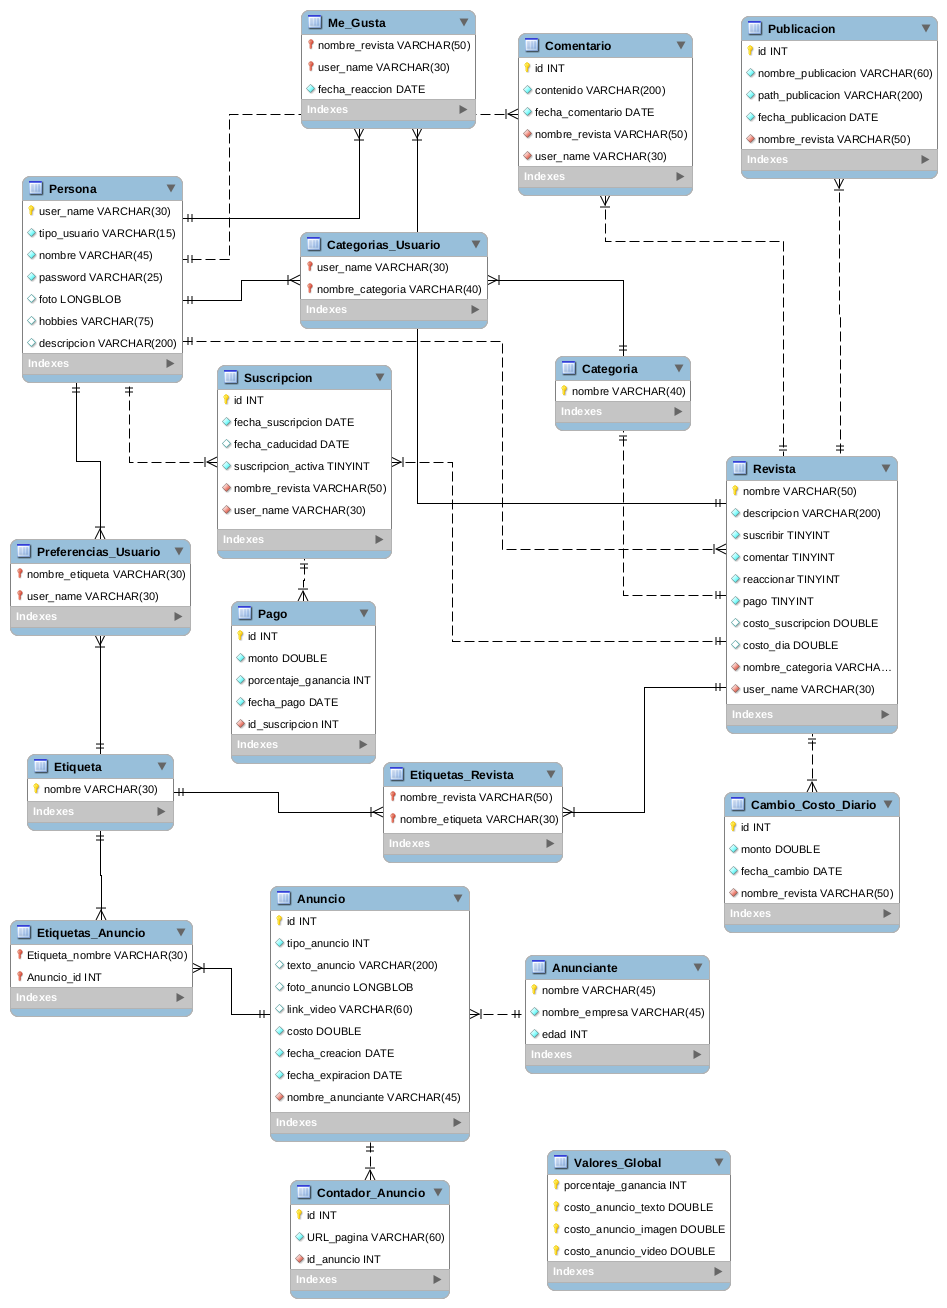 Me_Gusta
nombre_revista VARCHAR(50)
user_name VARCHAR(30)
fecha_reaccion DATE
Indexes
Comentario
id INT
contenido VARCHAR(200)
fecha_comentario DATE
nombre_revista VARCHAR(50)
user_name VARCHAR(30)
Indexes
Publicacion
id INT
nombre_publicacion VARCHAR(60)
path_publicacion VARCHAR(200)
fecha_publicacion DATE
nombre_revista VARCHAR(50)
Indexes
Persona
user_name VARCHAR(30)
tipo_usuario VARCHAR(15)
nombre VARCHAR(45)
password VARCHAR(25)
foto LONGBLOB
hobbies VARCHAR(75)
descripcion VARCHAR(200)
Indexes
Categorias_Usuario
user_name VARCHAR(30)
nombre_categoria VARCHAR(40)
Indexes
Suscripcion
id INT
fecha_suscripcion DATE
fecha_caducidad DATE
suscripcion_activa TINYINT
nombre_revista VARCHAR(50)
user_name VARCHAR(30)
Indexes
Categoria
nombre VARCHAR(40)
Indexes
Revista
nombre VARCHAR(50)
descripcion VARCHAR(200)
suscribir TINYINT
comentar TINYINT
reaccionar TINYINT
pago TINYINT
costo_suscripcion DOUBLE
costo_dia DOUBLE
nombre_categoria VARCHA...
user_name VARCHAR(30)
Indexes
Preferencias_Usuario
nombre_etiqueta VARCHAR(30)
user_name VARCHAR(30)
Indexes
Pago
id INT
monto DOUBLE
porcentaje_ganancia INT
fecha_pago DATE
id_suscripcion INT
Indexes
Etiqueta
nombre VARCHAR(30)
Indexes
Etiquetas_Revista
nombre_revista VARCHAR(50)
nombre_etiqueta VARCHAR(30)
Indexes
Cambio_Costo_Diario
id INT
monto DOUBLE
fecha_cambio DATE
nombre_revista VARCHAR(50)
Indexes
Etiquetas_Anuncio
Etiqueta_nombre VARCHAR(30)
Anuncio_id INT
Indexes
Anuncio
id INT
tipo_anuncio INT
texto_anuncio VARCHAR(200)
foto_anuncio LONGBLOB
link_video VARCHAR(60)
costo DOUBLE
fecha_creacion DATE
fecha_expiracion DATE
nombre_anunciante VARCHAR(45)
Indexes
Anunciante
nombre VARCHAR(45)
nombre_empresa VARCHAR(45)
edad INT
Indexes
Contador_Anuncio
id INT
URL_pagina VARCHAR(60)
id_anuncio INT
Indexes
Valores_Global
porcentaje_ganancia INT
costo_anuncio_texto DOUBLE
costo_anuncio_imagen DOUBLE
costo_anuncio_video DOUBLE
Indexes